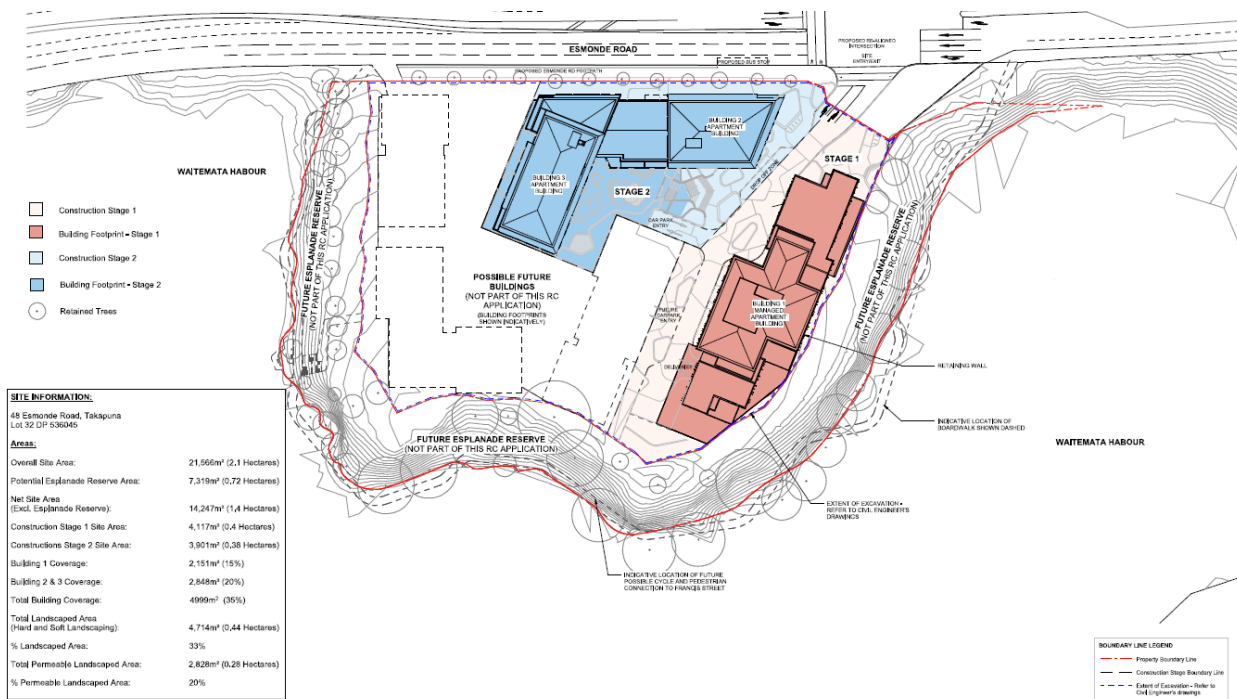 ESMONDE ROAD
PROPOSED RE-ALIGNED
INTERSECTION
SITE
ENTRY/EXIT
PROPOSED BUS STOP
PROPOSED ESMONDE RD FOOTPATH
WAITEMATA HABOUR
Construction Stage 1
Building Footprint - Stage 1
Construction Stage 2
Building Footprint - Stage 2
Retained Trees
FUTURE ESPLANADE RESERVE
(NOT PART OF THIS RC APPLICATION)
BUILDING 2
APARTMENT
BUILDING
BUILDING 3
APARTMENT
BUILDING
STAGE 2
STAGE 1
DROP OFF ZONE
CAR PARK
ENTRY
POSSIBLE FUTURE
BUILDINGS
(NOT PART OF THIS RC
APPLICATION)
(BUILDING FOOTPRINTS
SHOWN INDICATIVELY)
FUTURE
CARPARK
ENTRY
BUILDING 1
MANAGED
APARTMENT
BUILDING
DELIVERIES
FUTURE ESPLANADE RESERVE
(NOT PART OF THIS RC APPLICATION)
RETAINING WALL
INDICATIVE LOCATION OF
BOARDWALK SHOWN DASHED
WAITEMATA HABOUR
FUTURE ESPLANADE RESERVE
(NOT PART OF THIS RC APPLICATION)
EXTENT OF EXCAVATION -
REFER TO CIVIL ENGINEER'S
DRAWINGS
INDICATIVE LOCATION OF FUTURE
POSSIBLE CYCLE AND PEDESTRIAN
CONNECTION TO FRANCIS STREET
SITE INFORMATION:
48 Esmonde Road, Takapuna
Lot 32 DP 536045
Areas:
Overall Site Area: 21,566m² (2.1 Hectares)
Potential Esplanade Reserve Area: 7,319m² (0.72 Hectares)
Net Site Area
(Excl. Esplanade Reserve): 14,247m² (1.4 Hectares)
Construction Stage 1 Site Area: 4,117m² (0.4 Hectares)
Constructions Stage 2 Site Area: 3,901m² (0.38 Hectares)
Building 1 Coverage: 2,151m² (15%)
Building 2 & 3 Coverage: 2,848m² (20%)
Total Building Coverage: 4999m² (35%)
Total Landscaped Area
(Hard and Soft Landscaping): 4,714m² (0.44 Hectares)
% Landscaped Area: 33%
Total Permeable Landscaped Area: 2,828m² (0.28 Hectares)
% Permeable Landscaped Area: 20%
BOUNDARY LINE LEGEND
Property Boundary Line
Construction Stage Boundary Line
Extent of Excavation - Refer to
Civil Engineer's drawings